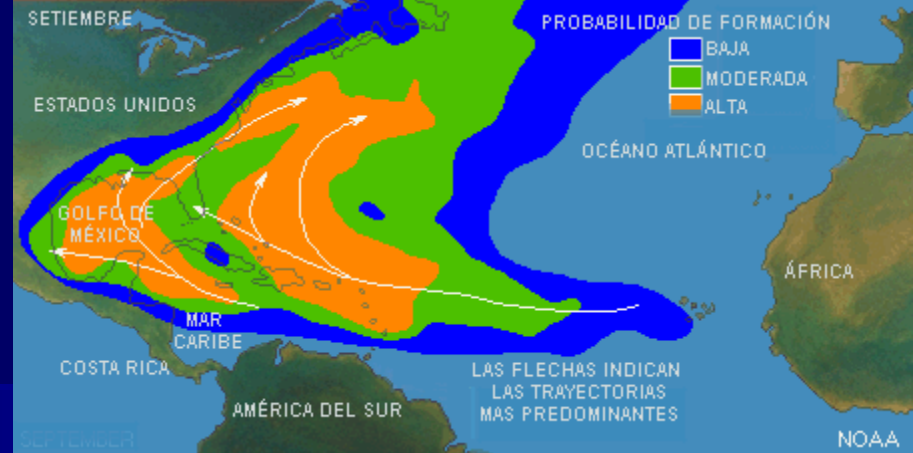 SETIEMBRE
PROBABILIDAD DE FORMACIÓN
BAJA
MODERADA
ALTA
ESTADOS UNIDOS
OCÉANO ATLÁNTICO
GOLFO DE
MÉXICO
ÁFRICA
MAR
CARIBE
COSTA RICA
LAS FLECHAS INDICAN
LAS TRAYECTORIAS
MAS PREDOMINANTES
AMÉRICA DEL SUR
SEPTEMBER
NOAA